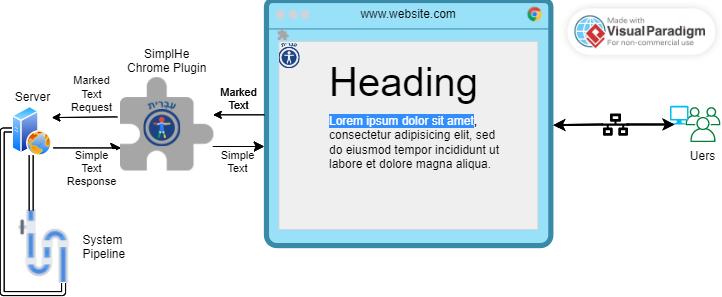 www.website.com
Made with
Visual Paradigm
For non-commercial use
SimplHe
Chrome Plugin
עברית
עברית
Heading
Lorem ipsum dolor sit amet,
consectetur adipisicing elit, sed
do eiusmod tempor incididunt ut
labore et dolore magna aliqua.
Marked
Text
Request
Marked
Text
Server
Simple
Text
Response
Simple
Text
Uers
System
Pipeline